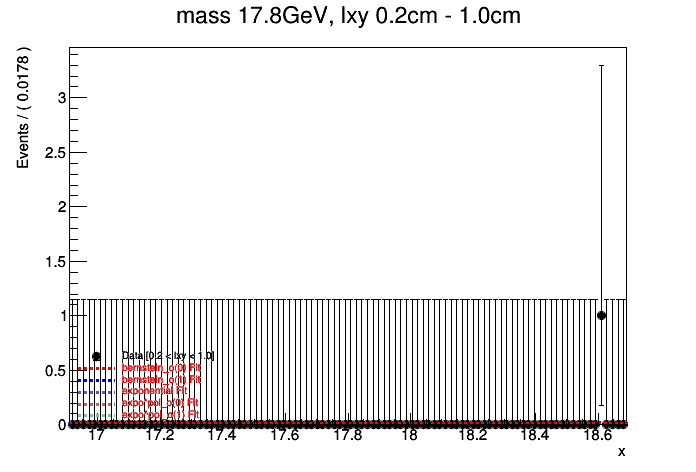 mass 17.8GeV, lxy 0.2cm - 1.0cm
Events / ( 0.0178 )
3
2.5
2
1.5
1
0.5
0
Data [0.2 < lxy < 1.0]
bernstein_o(0) Fit
bernstein_o(1) Fit
exponential Fit
expo*pol_o(0) Fit
expo*pol_o(1) Fit
17 17.2 17.4 17.6 17.8 18 18.2 18.4 18.6
x